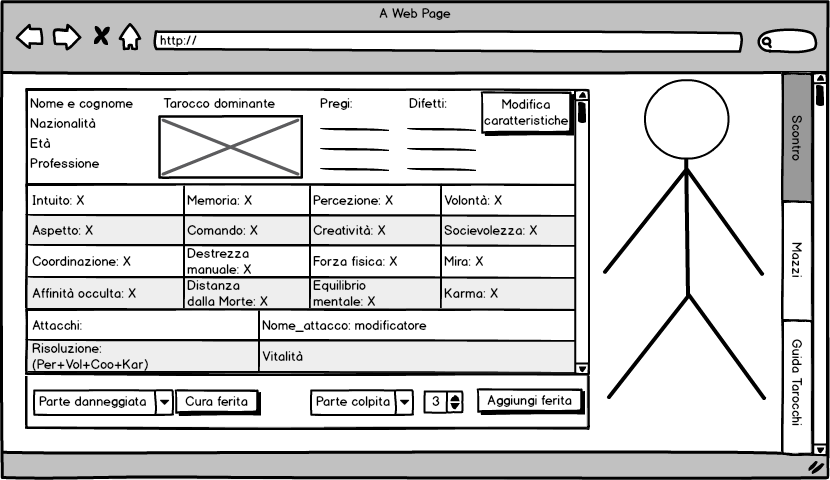 A Web Page
http://
Nome e cognome
Tarocco dominante
Pregi:
Difetti:
Modifica
caratteristiche
Nazionalità
Età
Professione
Intuito: X
Memoria: X
Percezione: X
Volontà: X
Aspetto: X
Comando: X
Creatività: X
Socievolezza: X
Coordinazione: X
Destrezza
manuale: X
Forza fisica: X
Mira: X
Affinità occulta: X
Distanza
dalla Morte: X
Equilibrio
mentale: X
Karma: X
Attacchi:
Nome_attacco: modificatore
Risoluzione:
(Per+Vol+Coo+Kar)
Vitalità
Parte danneggiata
Cura ferita
Parte colpita
3
Aggiungi ferita
Scontro
Mazzi
Guida Tarocchi